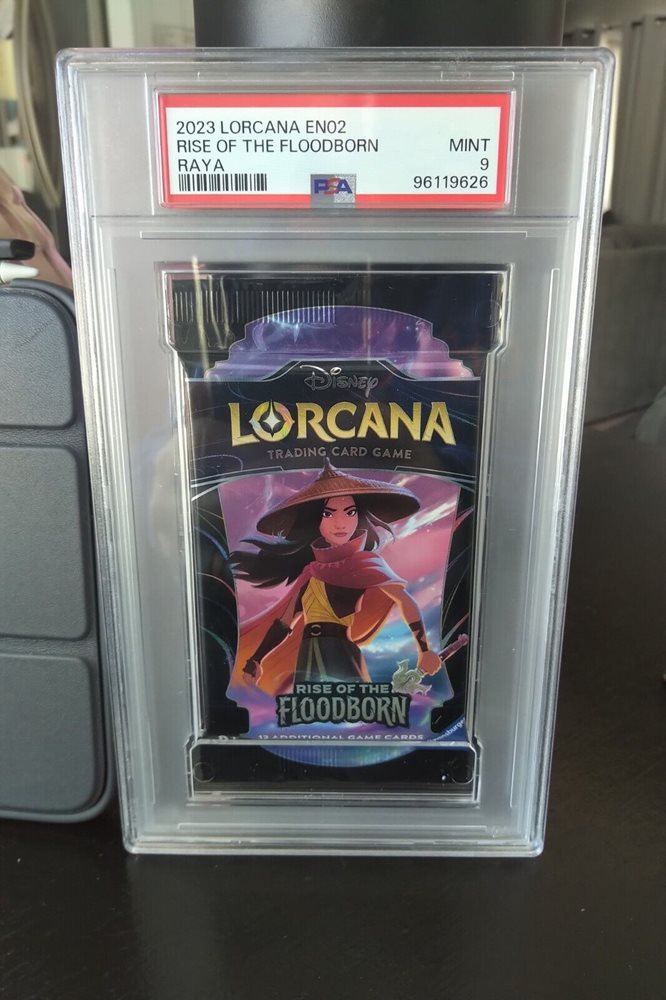 2023 LORCANA EN02
RISE OF THE FLOODBORN MINT
RAYA 9
PSA 96119626
Disney
LORCANA
TRADING CARD GAME
RISE OF THE
FLOODBORN
12 ADDITIONAL GAME CARDS